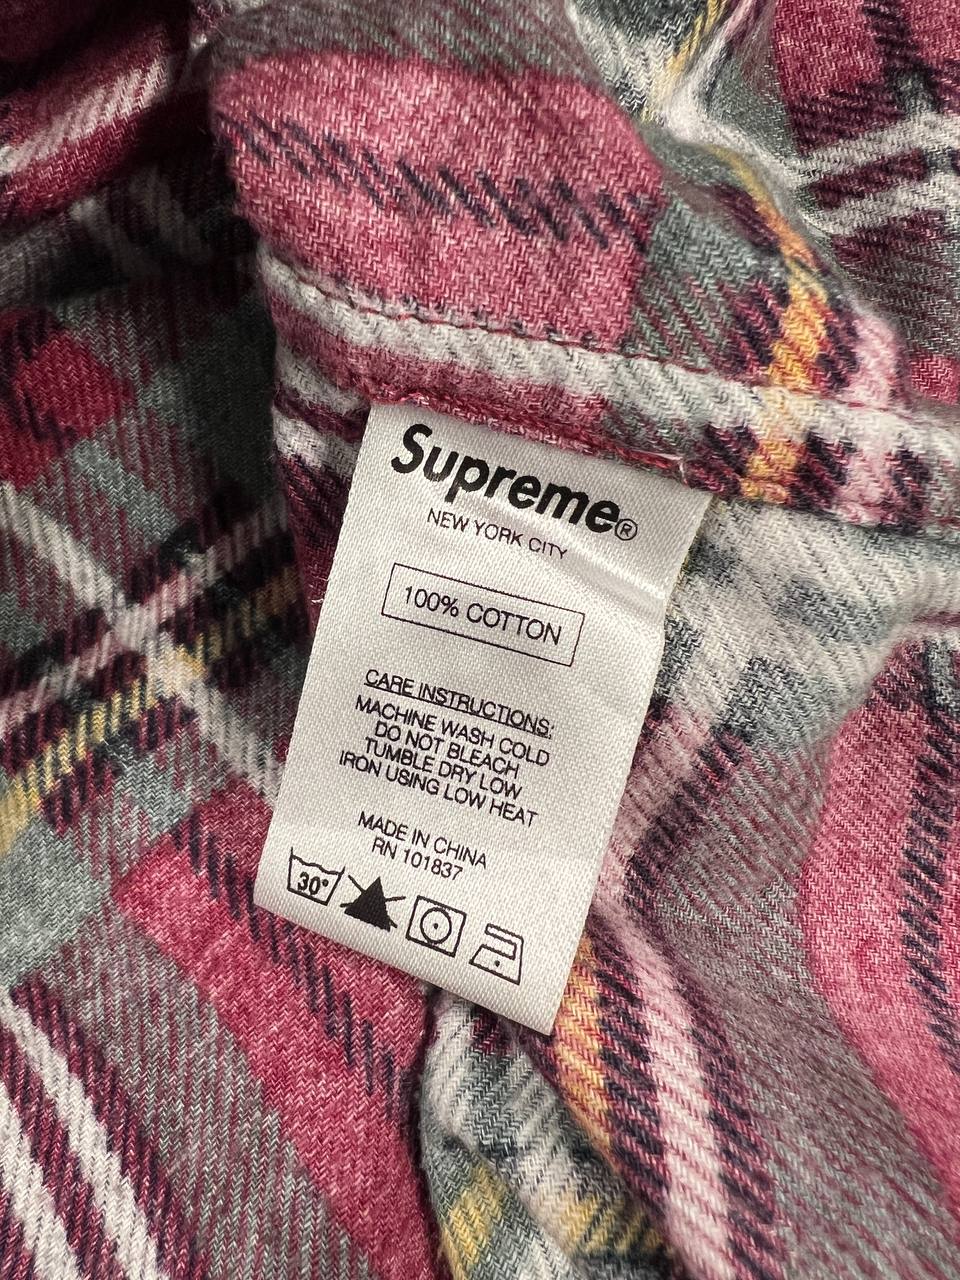 Supreme®
NEW YORK CITY
100% COTTON
CARE INSTRUCTIONS:
MACHINE WASH COLD
DO NOT BLEACH
TUMBLE DRY LOW
IRON USING LOW HEAT
MADE IN CHINA
RN 101837
30°